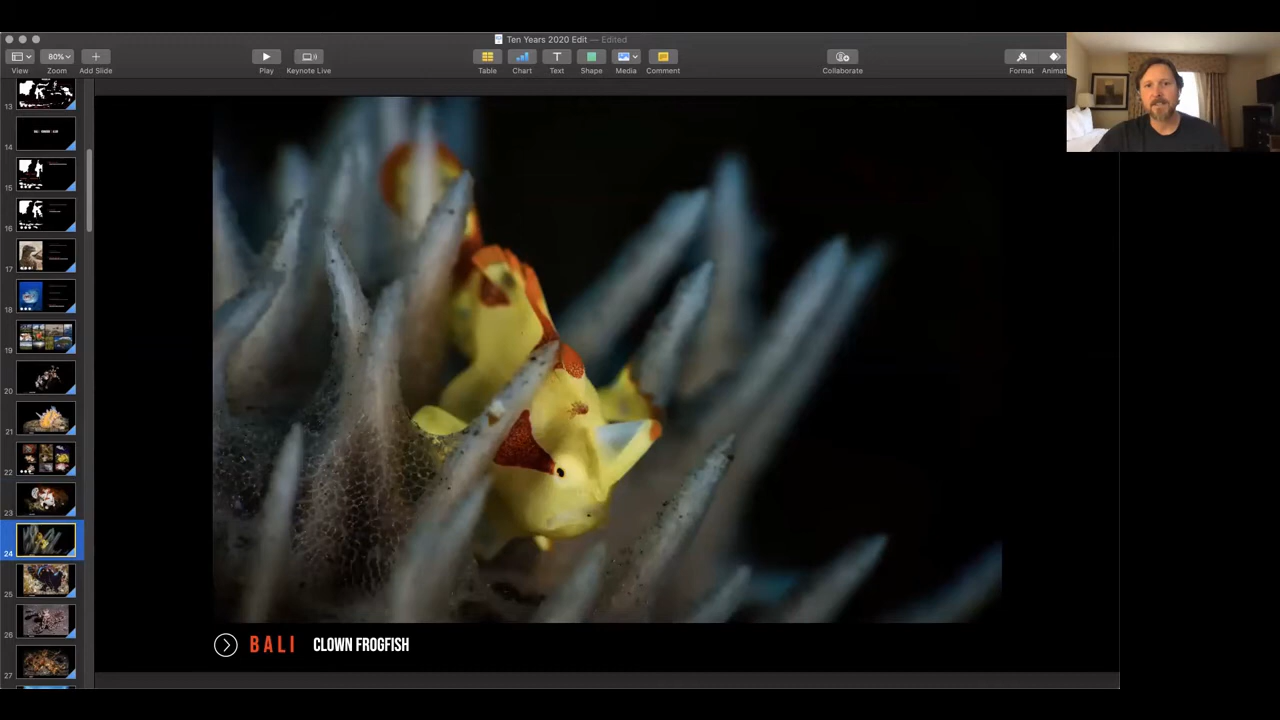 Ten Years 2020 Edit — Edited
80%
View
Zoom
Add Slide
Play
Keynote Live
Table
Chart
Text
Shape
Media
Comment
Collaborate
Format
13
14
15
16
17
18
19
20
21
22
23
24
25
26
27
BALI CLOWN FROGFISH